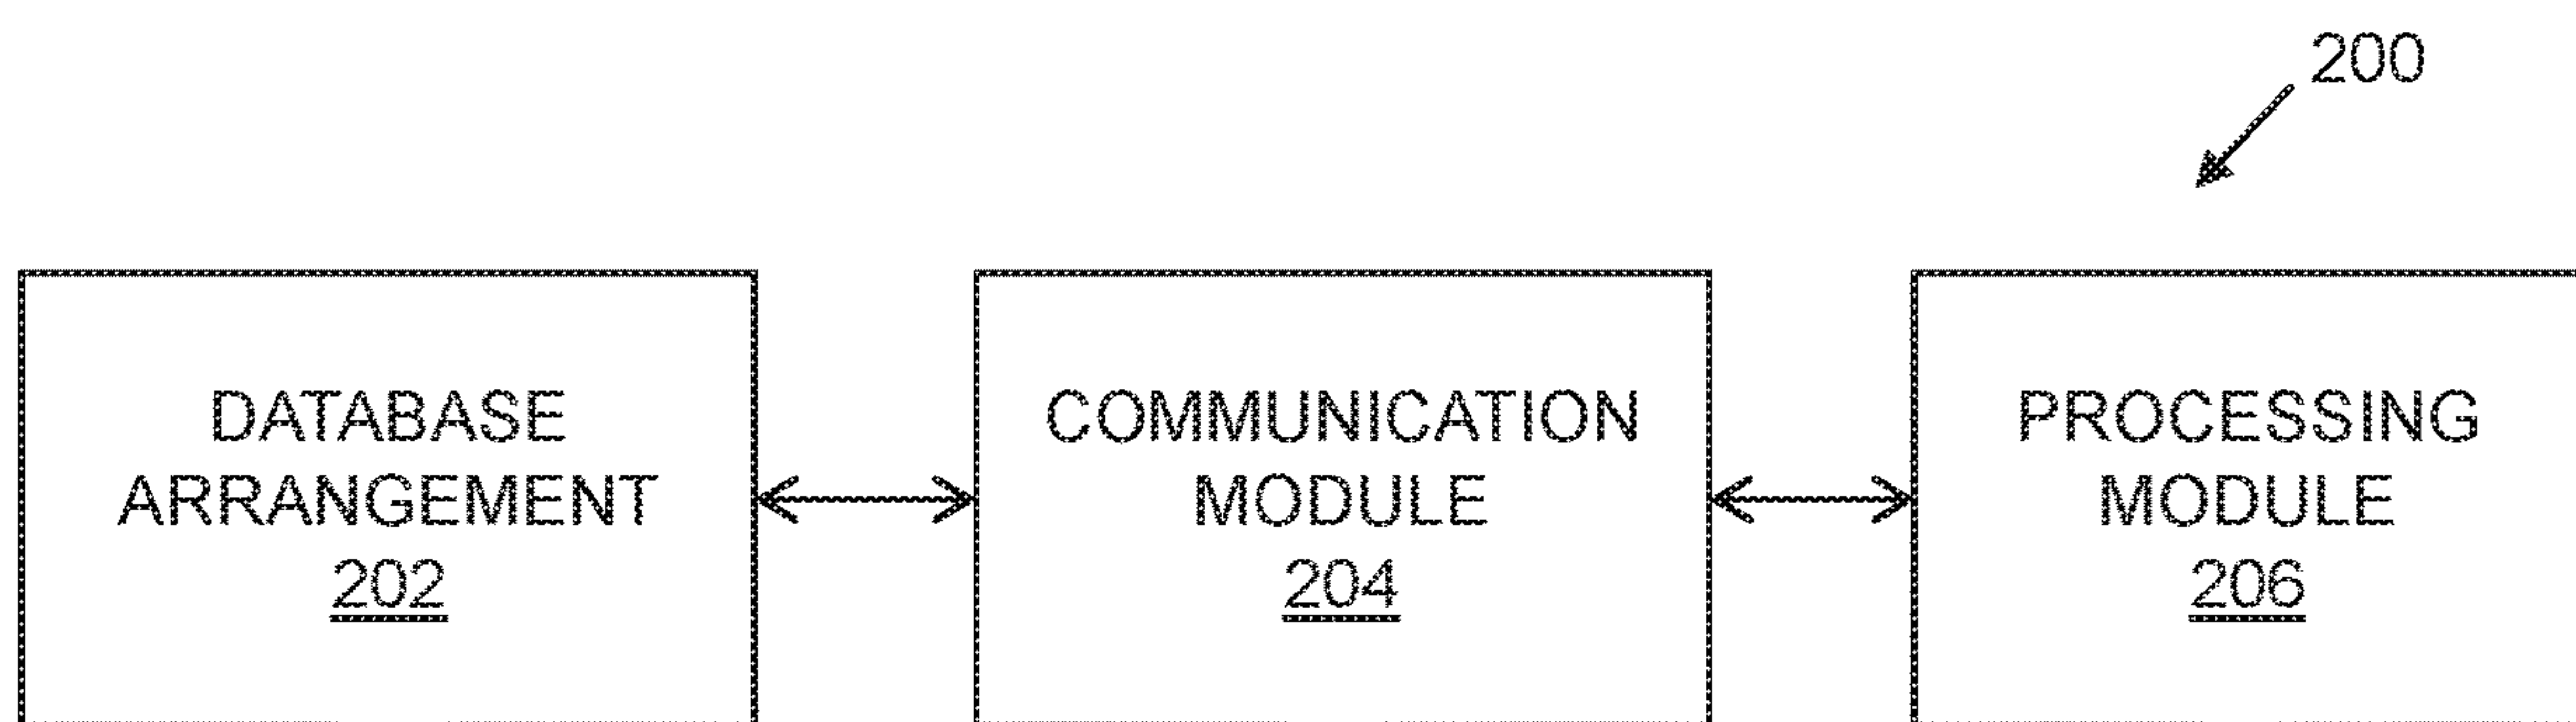 200
DATABASE
ARRANGEMENT
202
COMMUNICATION
MODULE
204
PROCESSING
MODULE
206